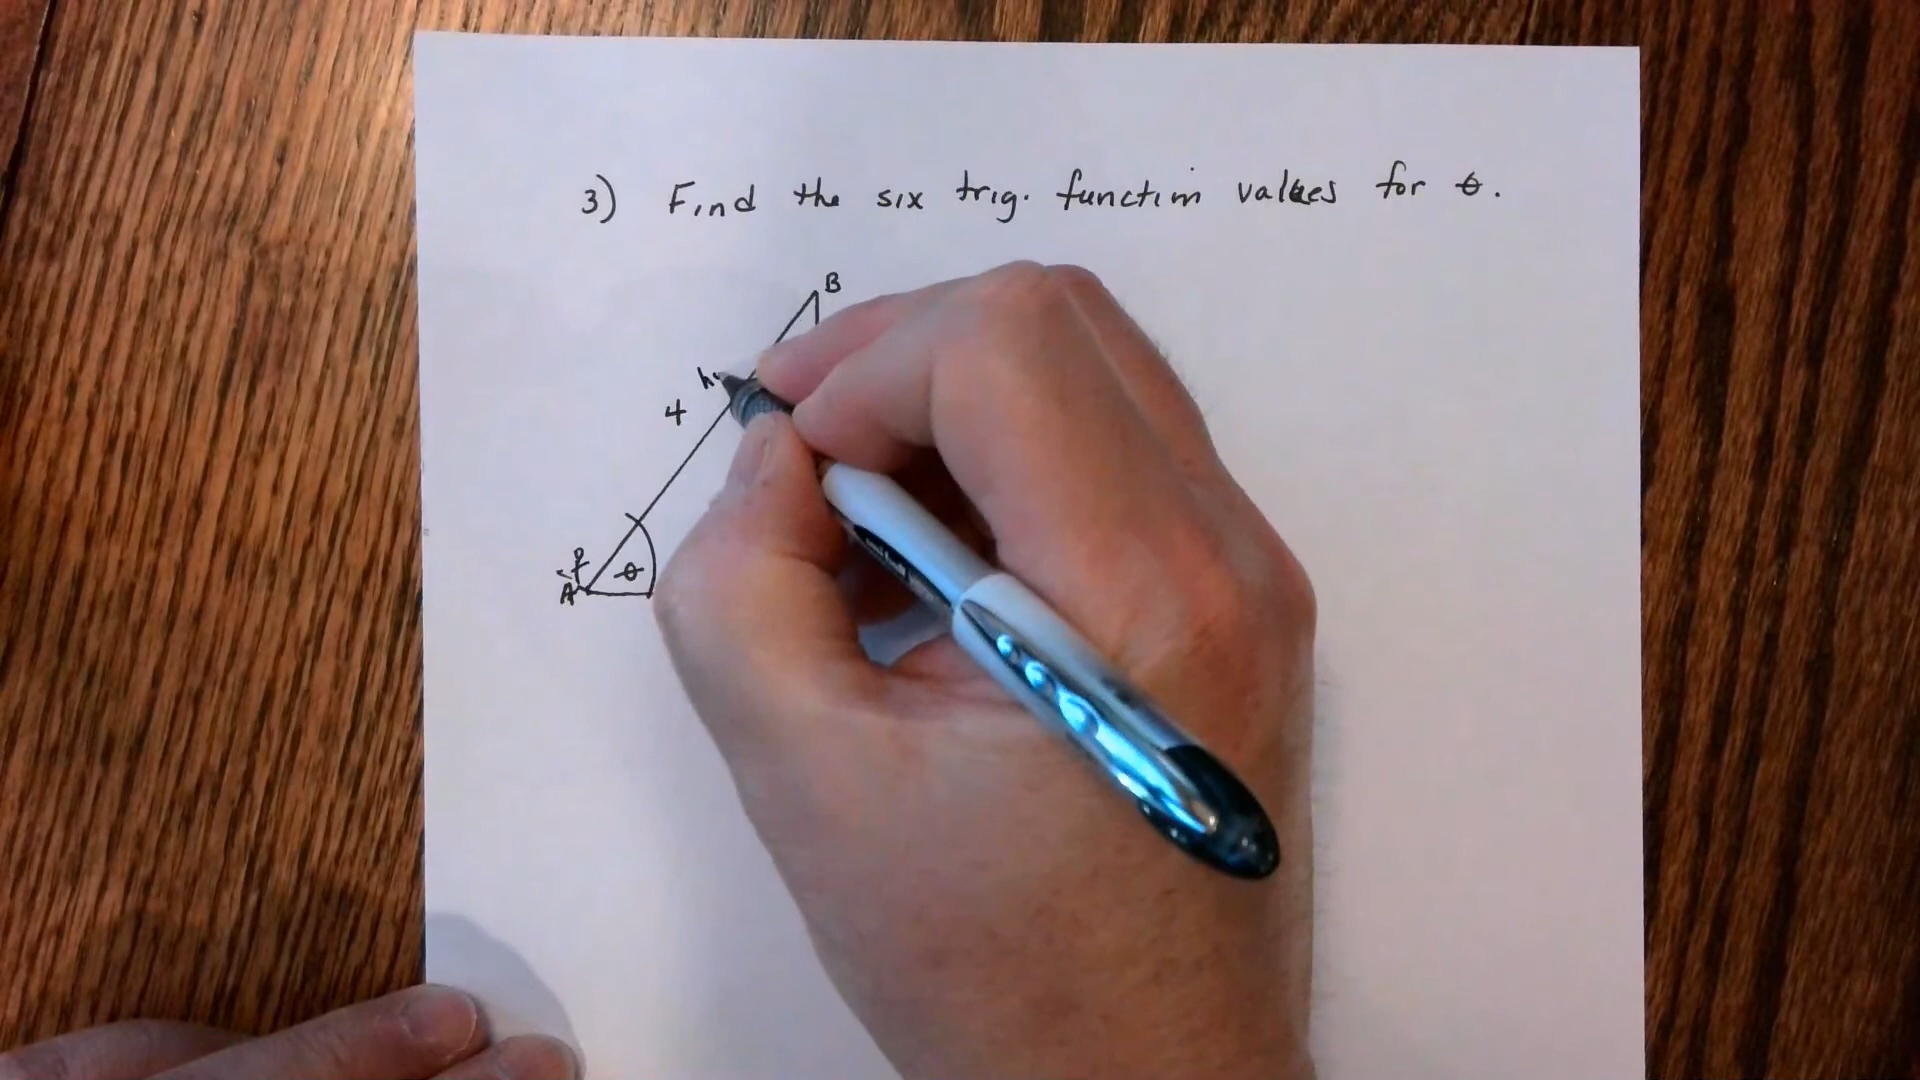 3) Find the six trig. function values for θ.
B
4
θ
A